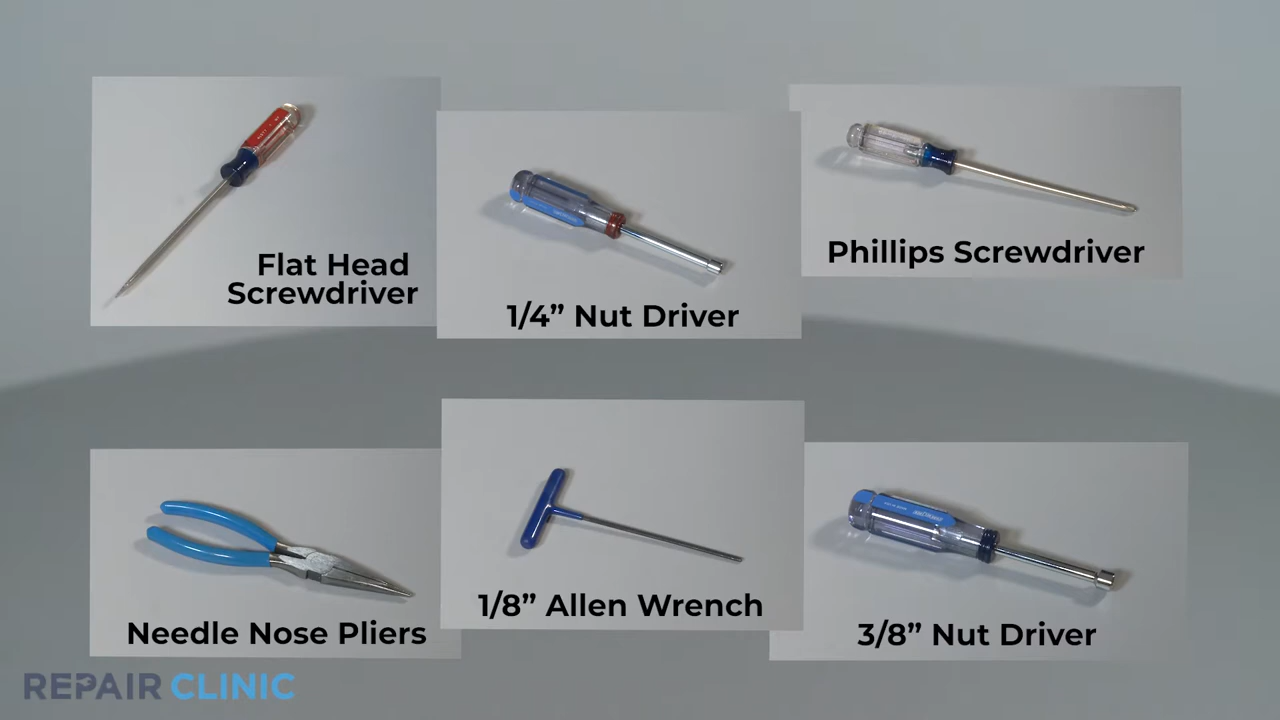 Flat Head
Screwdriver
1/4” Nut Driver
Phillips Screwdriver
Needle Nose Pliers
1/8” Allen Wrench
3/8” Nut Driver
REPAIR CLINIC